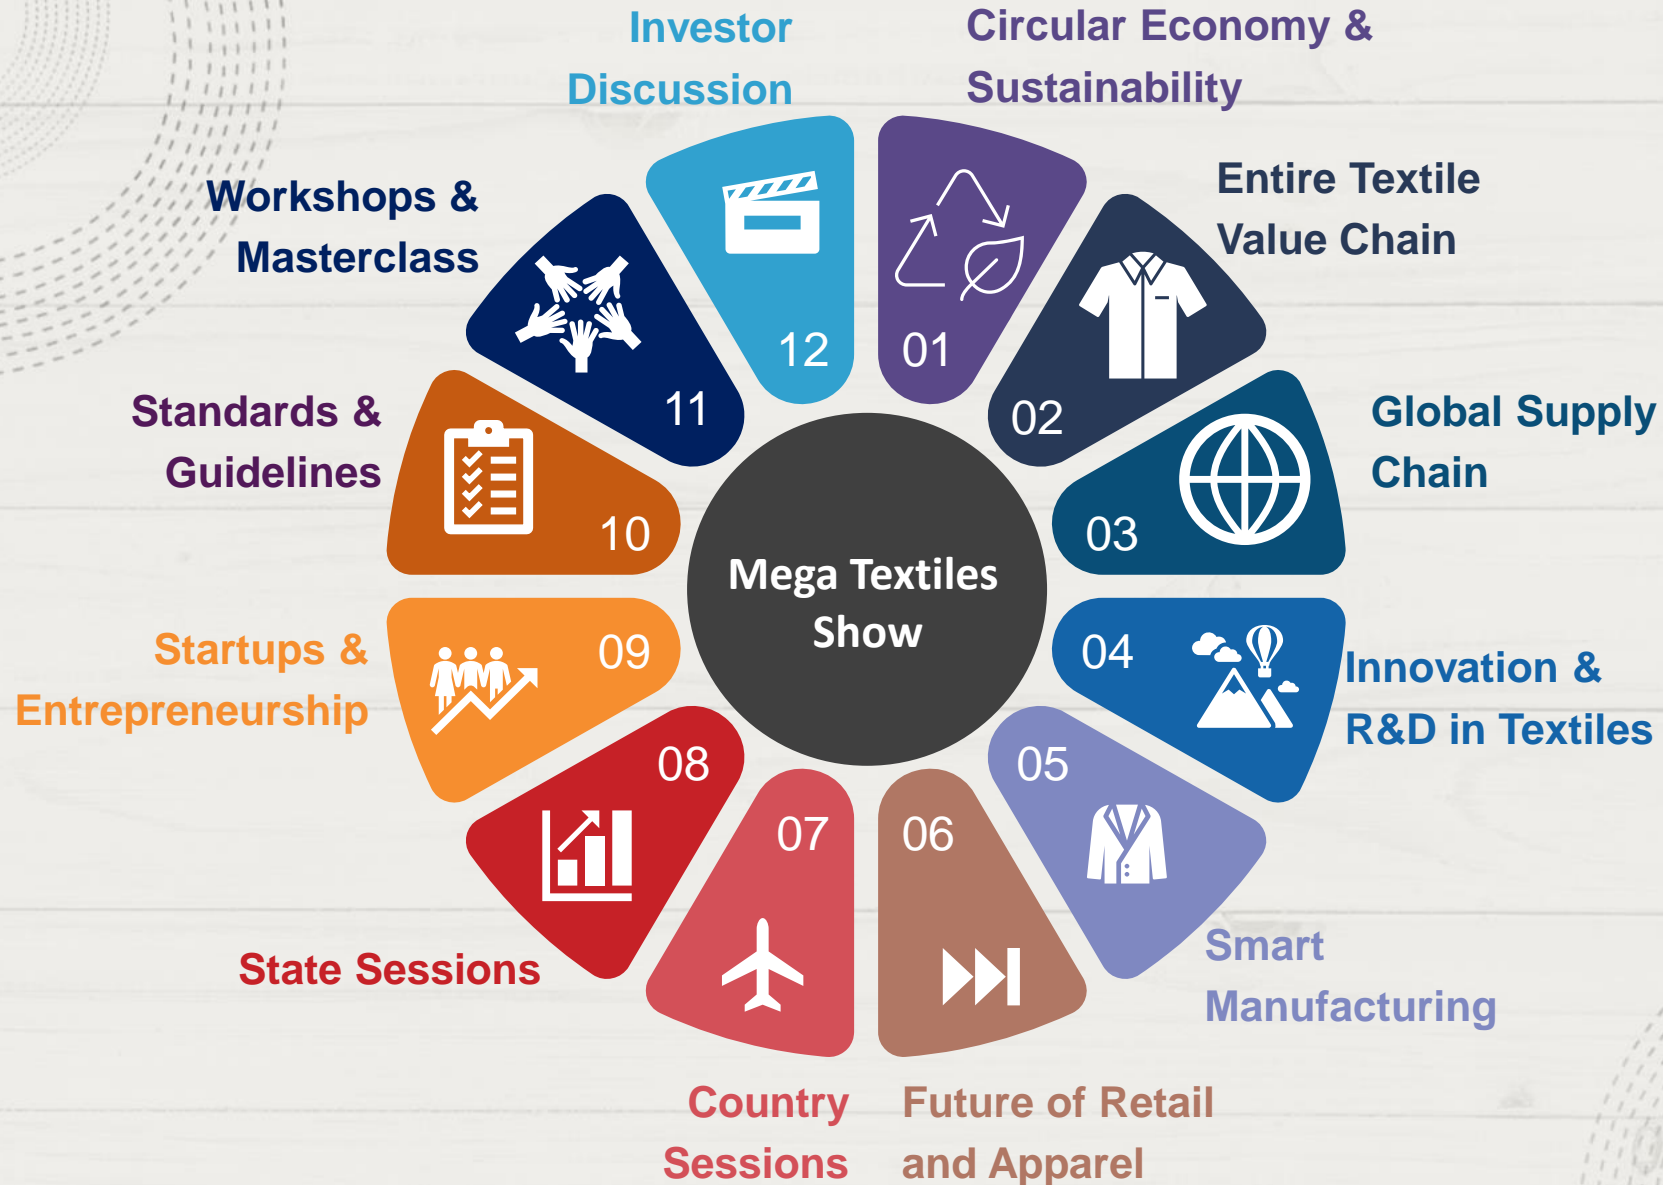 Mega Textiles
Show
Circular Economy &
Sustainability
01
Entire Textile
Value Chain
02
Global Supply
Chain
03
Innovation &
R&D in Textiles
04
Smart
Manufacturing
05
Future of Retail
and Apparel
06
Country
Sessions
07
State Sessions
08
Startups &
Entrepreneurship
09
Standards &
Guidelines
10
Workshops &
Masterclass
11
Investor
Discussion
12